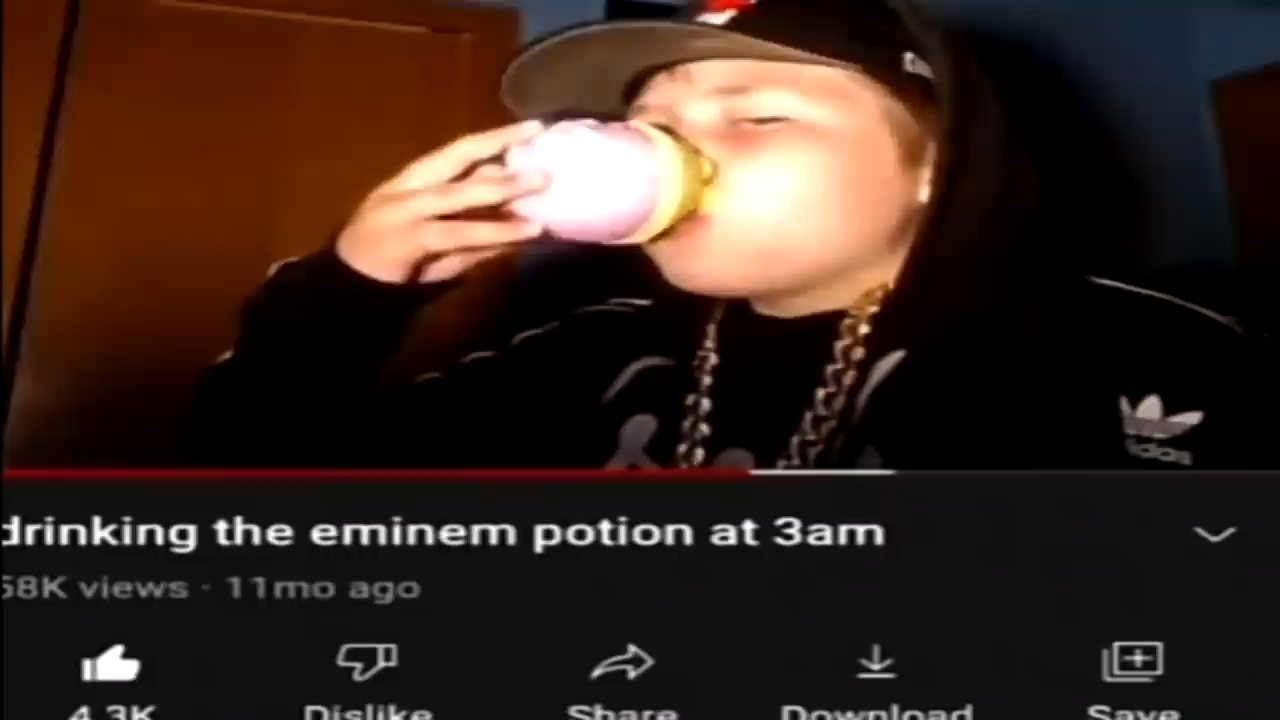 drinking the eminem potion at 3am
58K views · 11mo ago
4.3K Dislike Share Download Save